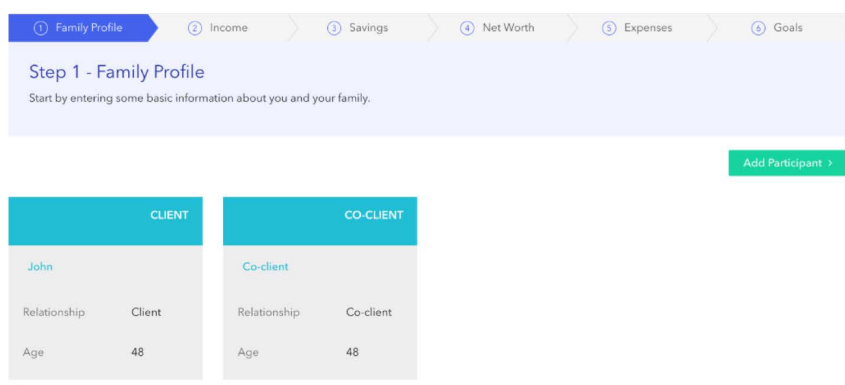 1 Family Profile 2 Income 3 Savings 4 Net Worth 5 Expenses 6 Goals
Step 1 - Family Profile
Start by entering some basic information about you and your family.
Add Participant >
CLIENT
John
Relationship Client
Age 48
CO-CLIENT
Co-client
Relationship Co-client
Age 48